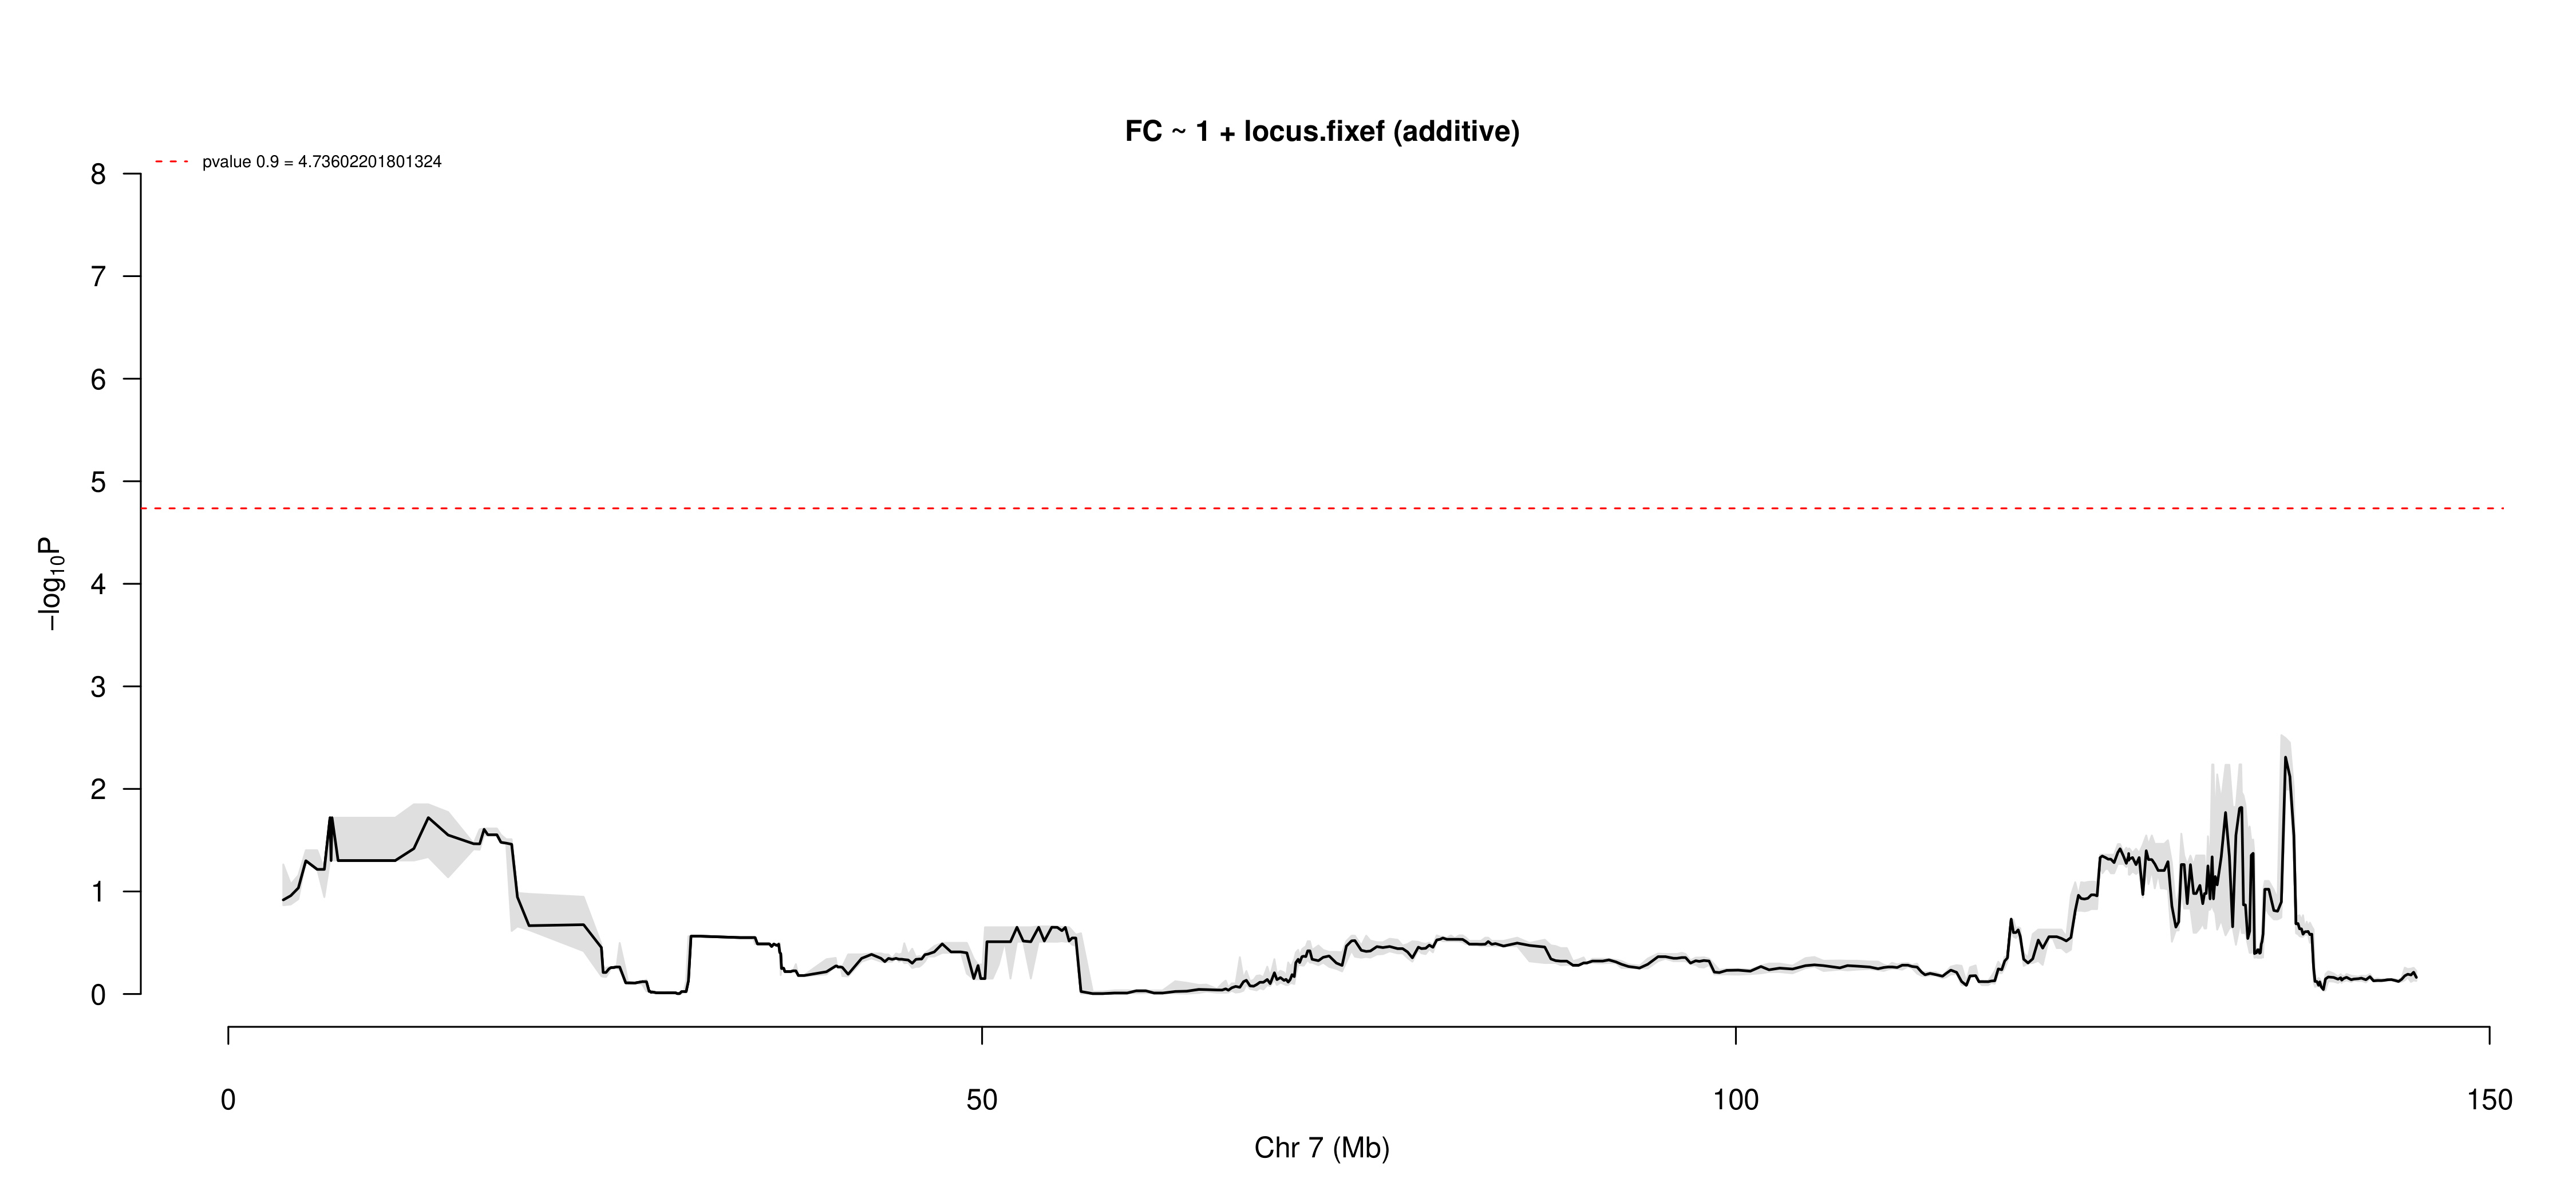 FC ~ 1 + locus.fixef (additive)
pvalue 0.9 = 4.73602201801324
8
7
6
5
4
3
2
1
0
−log10P
0 50 100 150
Chr 7 (Mb)